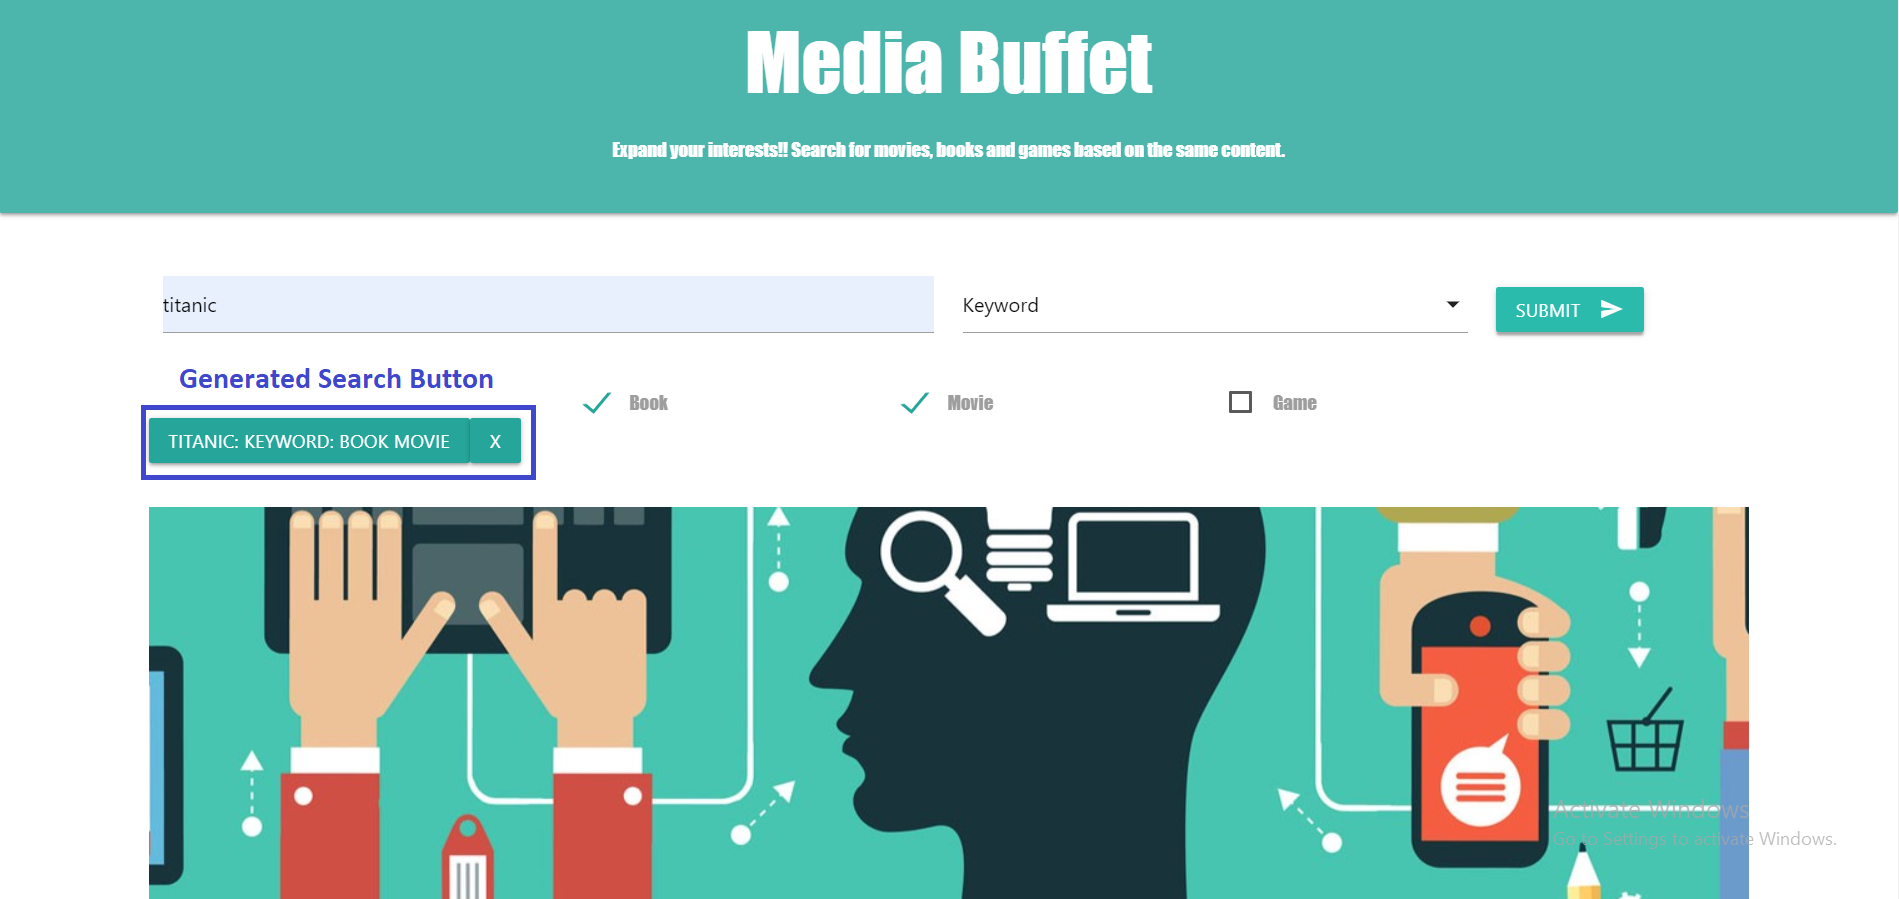 Media Buffet
Expand your interests!! Search for movies, books and games based on the same content.
titanic
Keyword
SUBMIT
Generated Search Button
Book
Movie
Game
TITANIC: KEYWORD: BOOK MOVIE
X
Activate Windows
Go to Settings to activate Windows.